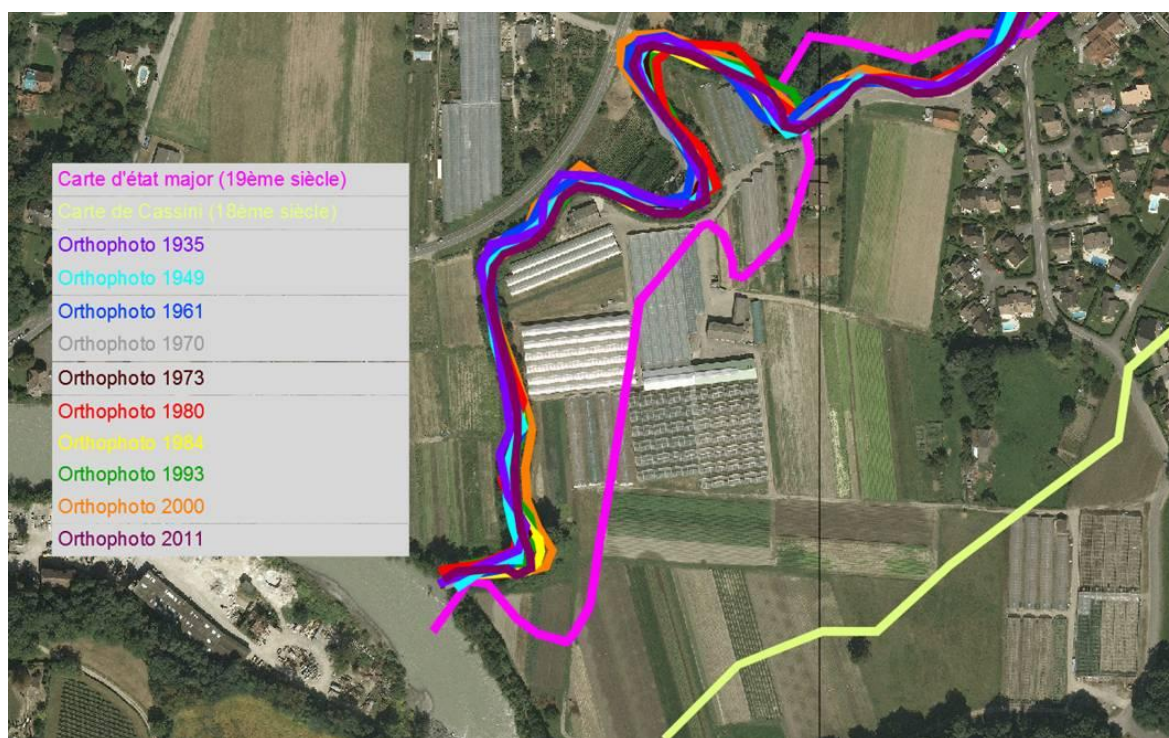 Carte d'état major (19ème siècle)
Carte de Cassini (18ème siècle)
Orthophoto 1935
Orthophoto 1949
Orthophoto 1961
Orthophoto 1970
Orthophoto 1973
Orthophoto 1980
Orthophoto 1984
Orthophoto 1993
Orthophoto 2000
Orthophoto 2011